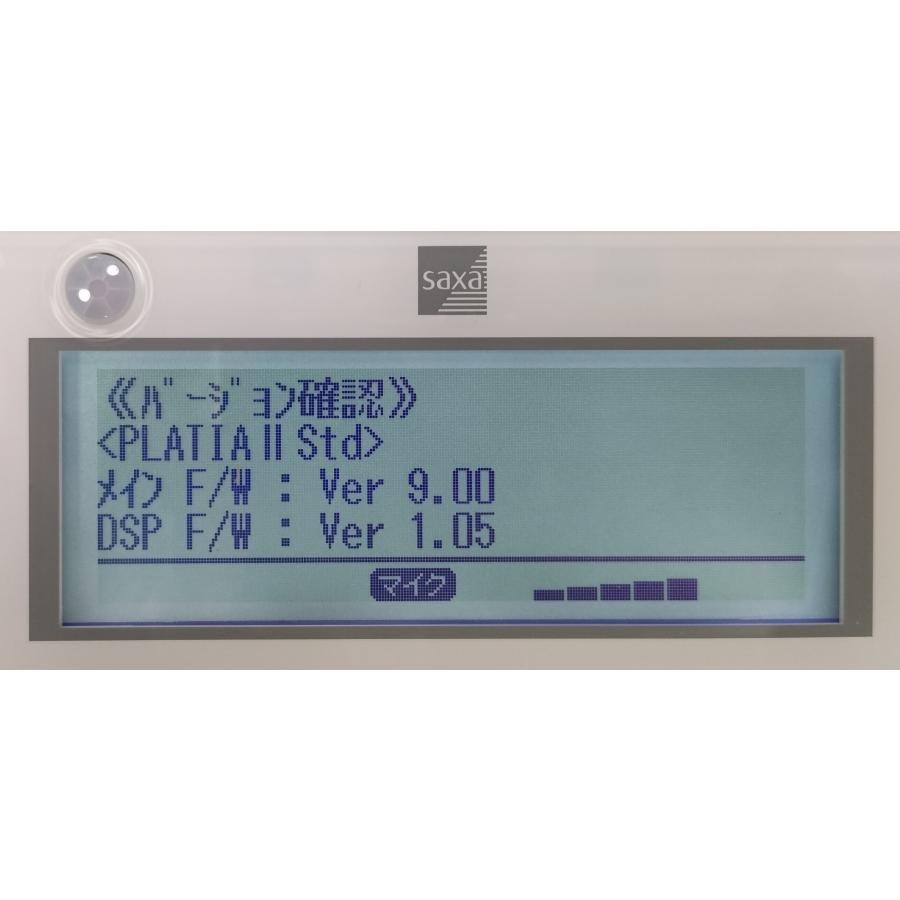 saxa
《ﾊﾞｰｼﾞｮﾝ確認》
<PLATIAⅡStd>
ﾒｲﾝ F/W : Ver 9.00
DSP F/W : Ver 1.05
マイク